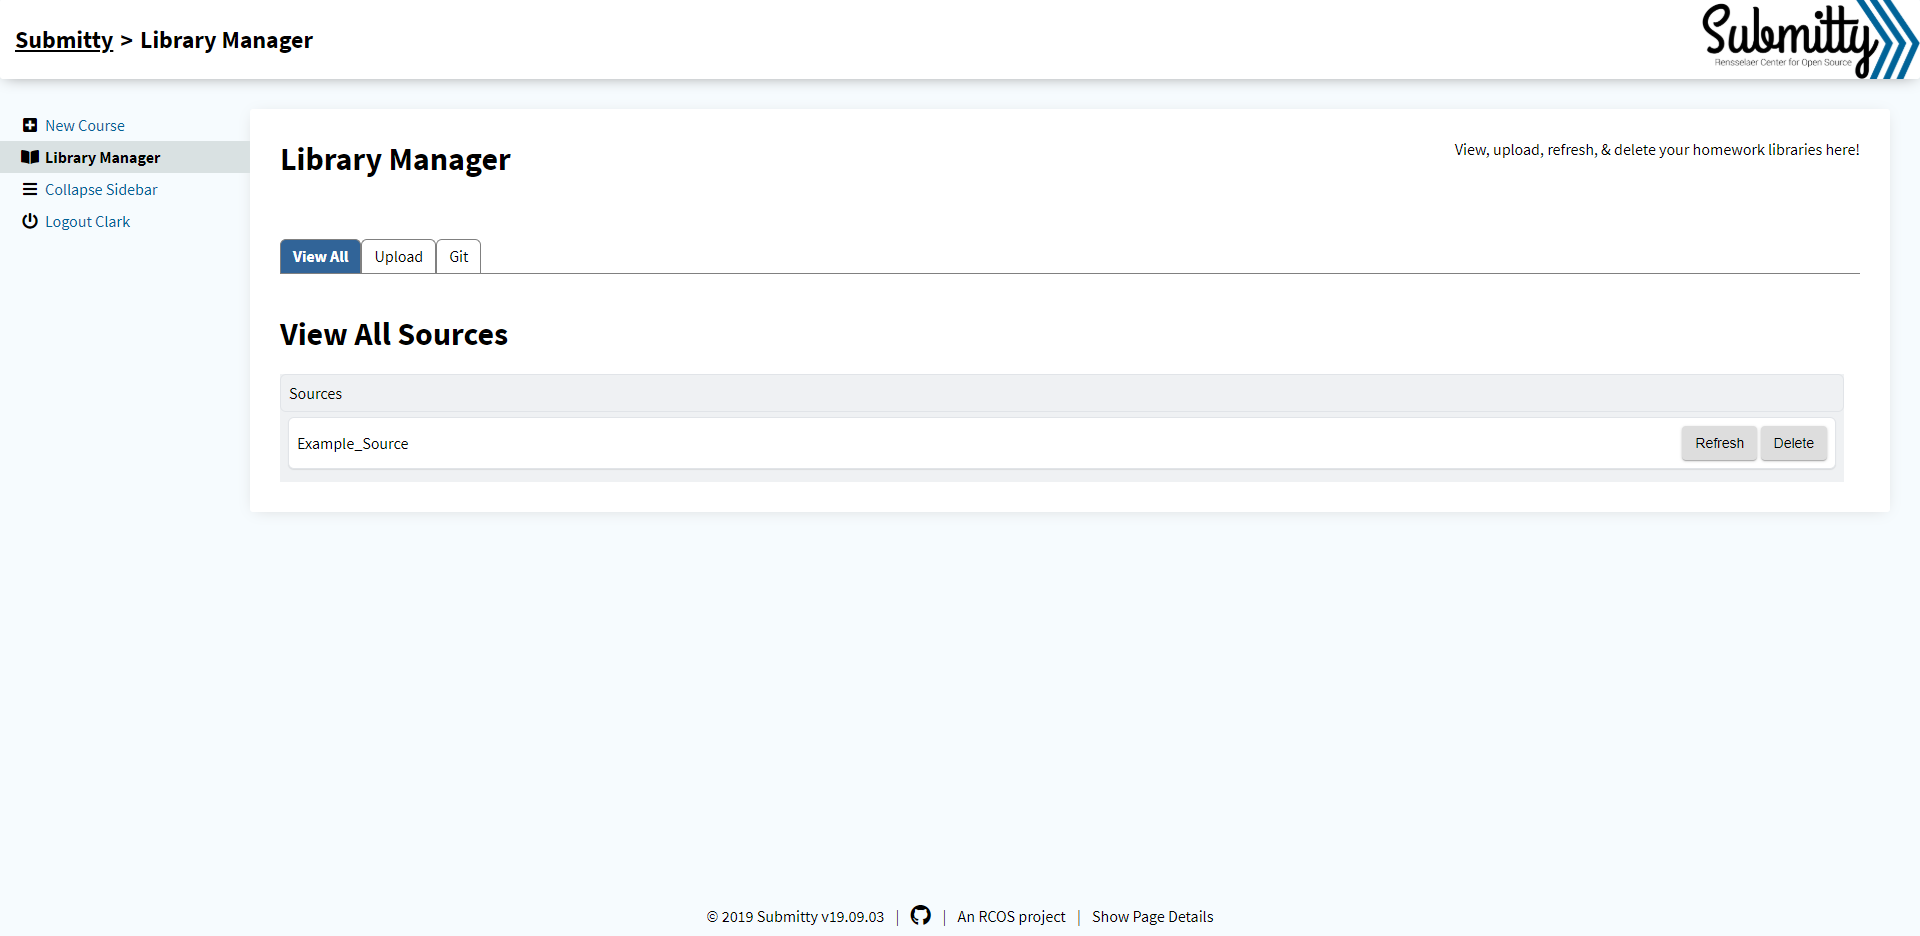 Submitty > Library Manager
Submitty
Rensselaer Center for Open Source
New Course
Library Manager
Collapse Sidebar
Logout Clark
Library Manager
View, upload, refresh, & delete your homework libraries here!
View All Upload Git
View All Sources
Sources
Example_Source Refresh Delete
© 2019 Submitty v19.09.03 | | An RCOS project | Show Page Details